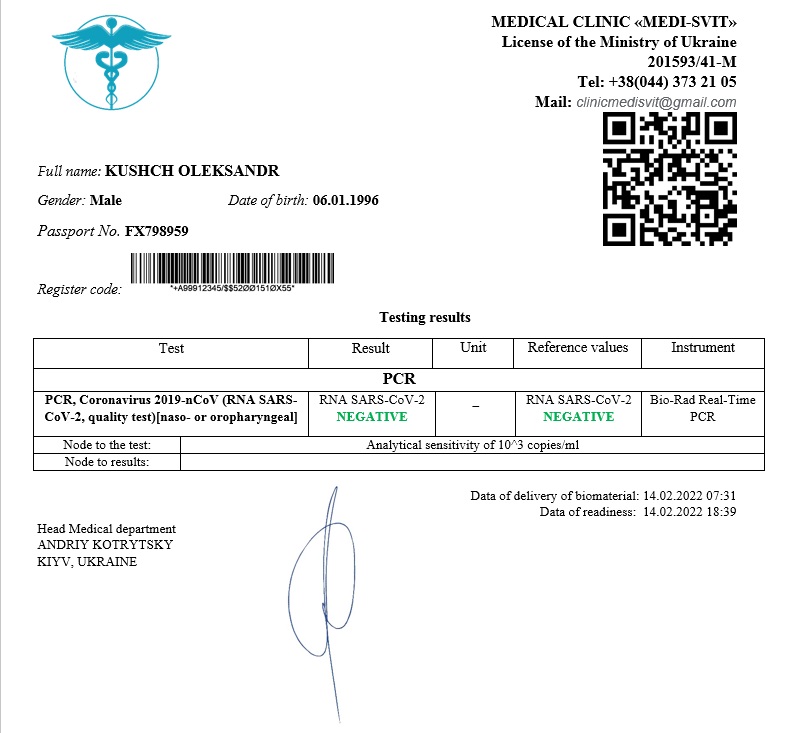 MEDICAL CLINIC «MEDI-SVIT»
License of the Ministry of Ukraine
201593/41-M
Tel: +38(044) 373 21 05
Mail: clinicmedisvit@gmail.com
Full name: KUSHCH OLEKSANDR
Gender: Male Date of birth: 06.01.1996
Passport No. FX798959
Register code:
*+A99912345/$$52ØØ151ØX55*
Testing results
Test Result Unit Reference values Instrument
PCR
PCR, Coronavirus 2019-nCoV (RNA SARS-CoV-2, quality test)[naso- or oropharyngeal] RNA SARS-CoV-2 NEGATIVE – RNA SARS-CoV-2 NEGATIVE Bio-Rad Real-Time PCR
Node to the test: Analytical sensitivity of 10^3 copies/ml
Node to results:
Data of delivery of biomaterial: 14.02.2022 07:31
Data of readiness: 14.02.2022 18:39
Head Medical department
ANDRIY KOTRYTSKY
KIYV, UKRAINE